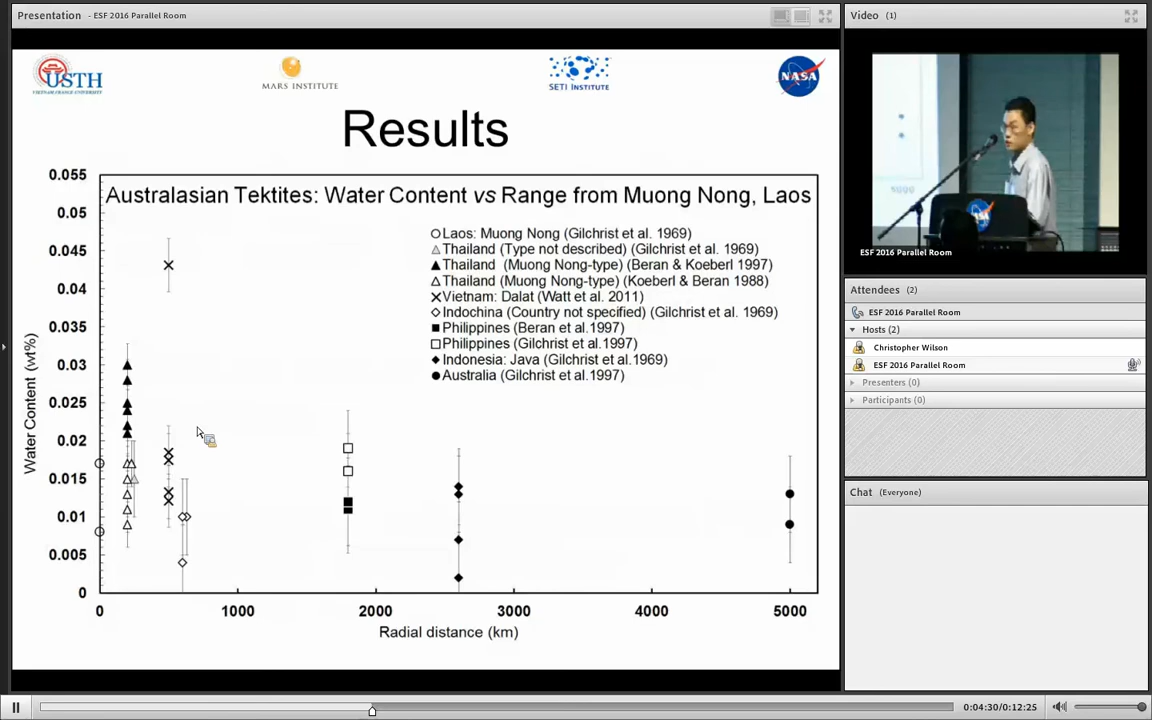 Presentation - ESF 2016 Parallel Room
USTH
VIETNAM FRANCE UNIVERSITY
MARS INSTITUTE
SETI INSTITUTE
NASA
Results
Australasian Tektites: Water Content vs Range from Muong Nong, Laos
Laos: Muong Nong (Gilchrist et al. 1969)
Thailand (Type not described) (Gilchrist et al. 1969)
Thailand (Muong Nong-type) (Beran & Koeberl 1997)
Thailand (Muong Nong-type) (Koeberl & Beran 1988)
Vietnam: Dalat (Watt et al. 2011)
Indochina (Country not specified) (Gilchrist et al. 1969)
Philippines (Beran et al.1997)
Philippines (Gilchrist et al.1997)
Indonesia: Java (Gilchrist et al.1969)
Australia (Gilchrist et al.1997)
Water Content (wt%)
0.055
0.05
0.045
0.04
0.035
0.03
0.025
0.02
0.015
0.01
0.005
0
0 1000 2000 3000 4000 5000
Radial distance (km)
Video (1)
5000
NASA
ESF 2016 Parallel Room
Attendees (2)
ESF 2016 Parallel Room
Hosts (2)
Christopher Wilson
ESF 2016 Parallel Room
Presenters (0)
Participants (0)
Chat (Everyone)
0:04:30/0:12:25